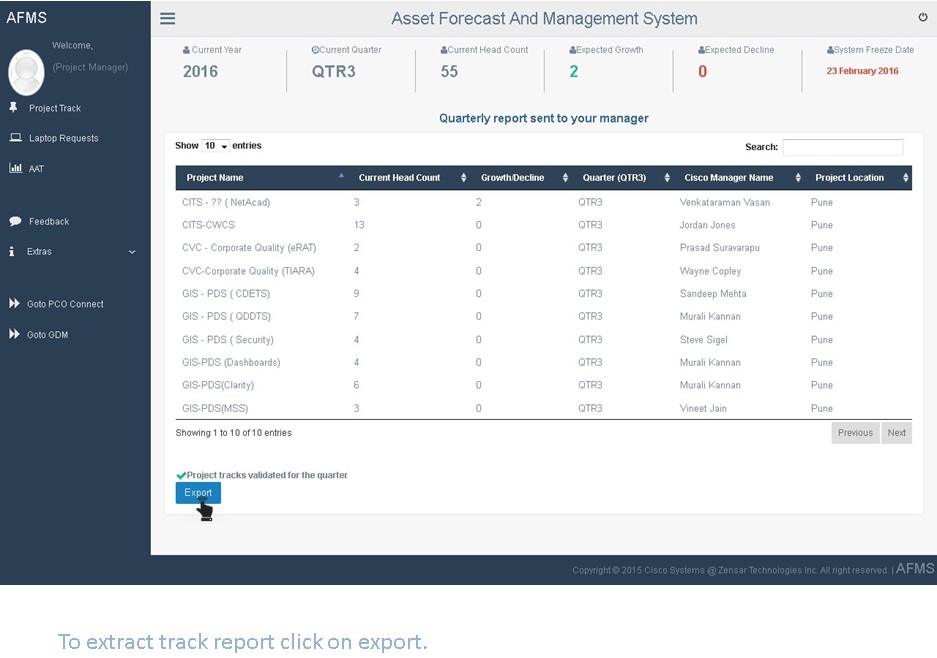 AFMS
Asset Forecast And Management System
Welcome,
(Project Manager)
Project Track
Laptop Requests
AAT
Feedback
Extras
Goto PCO Connect
Goto GDM
Current Year Current Quarter Current Head Count Expected Growth Expected Decline System Freeze Date
2016 QTR3 55 2 0 23 February 2016
Quarterly report sent to your manager
Show 10 entries Search:
Project Name Current Head Count Growth/Decline Quarter (QTR3) Cisco Manager Name Project Location
CITS - ?? ( NetAcad) 3 2 QTR3 Venkataraman Vasan Pune
CITS-CWCS 13 0 QTR3 Jordan Jones Pune
CVC - Corporate Quality (eRAT) 2 0 QTR3 Prasad Suravarapu Pune
CVC-Corporate Quality (TIARA) 4 0 QTR3 Wayne Copley Pune
GIS - PDS ( CDETS) 9 0 QTR3 Sandeep Mehta Pune
GIS - PDS ( QDDTS) 7 0 QTR3 Murali Kannan Pune
GIS - PDS ( Security) 4 0 QTR3 Steve Sigel Pune
GIS-PDS (Dashboards) 4 0 QTR3 Murali Kannan Pune
GIS-PDS(Clarity) 6 0 QTR3 Murali Kannan Pune
GIS-PDS(MSS) 3 0 QTR3 Vineet Jain Pune
Showing 1 to 10 of 10 entries Previous Next
Project tracks validated for the quarter
Export
Copyright © 2015 Cisco Systems @ Zensar Technologies Inc. All right reserved. | AFMS
To extract track report click on export.